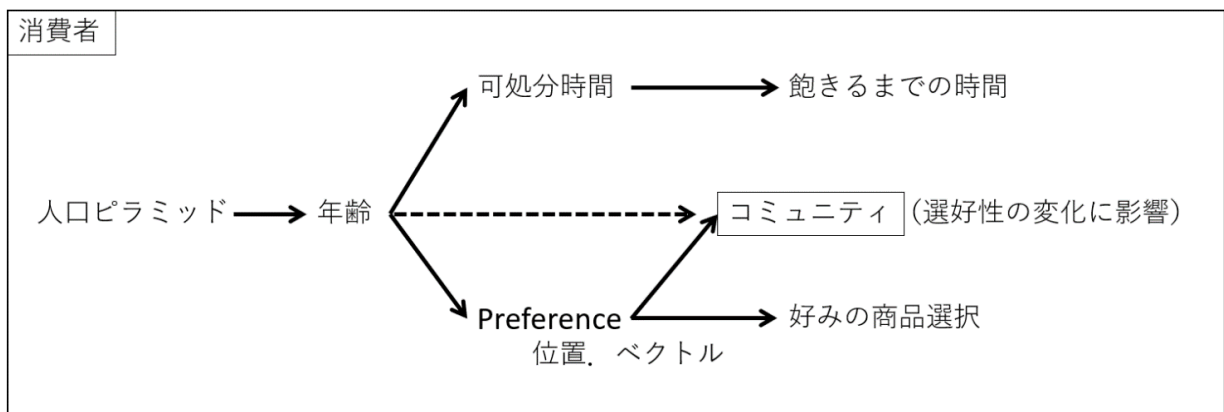 消費者
可処分時間
飽きるまでの時間
人口ピラミッド
年齢
コミュニティ (選好性の変化に影響)
Preference
好みの商品選択
位置．ベクトル